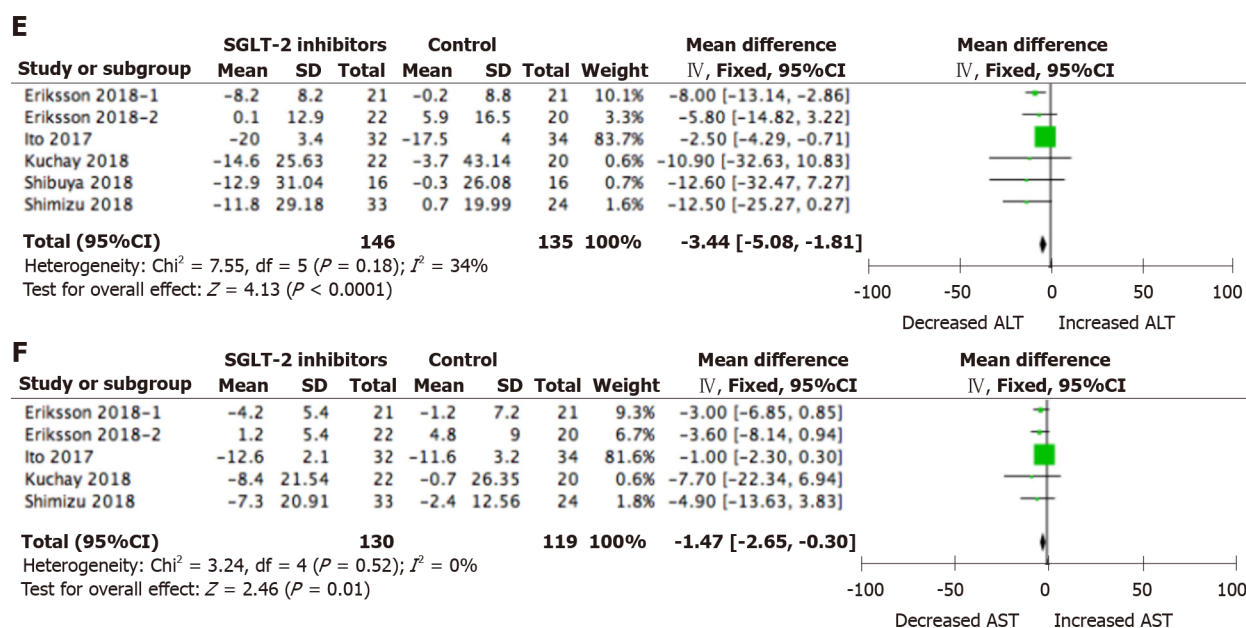 E
SGLT-2 inhibitors Control Mean difference Mean difference
Study or subgroup Mean SD Total Mean SD Total Weight Ⅳ, Fixed, 95%CI Ⅳ, Fixed, 95%CI
Eriksson 2018-1 -8.2 8.2 21 -0.2 8.8 21 10.1% -8.00 [-13.14, -2.86]
Eriksson 2018-2 0.1 12.9 22 5.9 16.5 20 3.3% -5.80 [-14.82, 3.22]
Ito 2017 -20 3.4 32 -17.5 4 34 83.7% -2.50 [-4.29, -0.71]
Kuchay 2018 -14.6 25.63 22 -3.7 43.14 20 0.6% -10.90 [-32.63, 10.83]
Shibuya 2018 -12.9 31.04 16 -0.3 26.08 16 0.7% -12.60 [-32.47, 7.27]
Shimizu 2018 -11.8 29.18 33 0.7 19.99 24 1.6% -12.50 [-25.27, 0.27]
Total (95%CI) 146 135 100% -3.44 [-5.08, -1.81]
Heterogeneity: Chi² = 7.55, df = 5 (P = 0.18); I² = 34%
Test for overall effect: Z = 4.13 (P < 0.0001)
-100 -50 0 50 100
Decreased ALT Increased ALT
F
SGLT-2 inhibitors Control Mean difference Mean difference
Study or subgroup Mean SD Total Mean SD Total Weight Ⅳ, Fixed, 95%CI Ⅳ, Fixed, 95%CI
Eriksson 2018-1 -4.2 5.4 21 -1.2 7.2 21 9.3% -3.00 [-6.85, 0.85]
Eriksson 2018-2 1.2 5.4 22 4.8 9 20 6.7% -3.60 [-8.14, 0.94]
Ito 2017 -12.6 2.1 32 -11.6 3.2 34 81.6% -1.00 [-2.30, 0.30]
Kuchay 2018 -8.4 21.54 22 -0.7 26.35 20 0.6% -7.70 [-22.34, 6.94]
Shimizu 2018 -7.3 20.91 33 -2.4 12.56 24 1.8% -4.90 [-13.63, 3.83]
Total (95%CI) 130 119 100% -1.47 [-2.65, -0.30]
Heterogeneity: Chi² = 3.24, df = 4 (P = 0.52); I² = 0%
Test for overall effect: Z = 2.46 (P = 0.01)
-100 -50 0 50 100
Decreased AST Increased AST